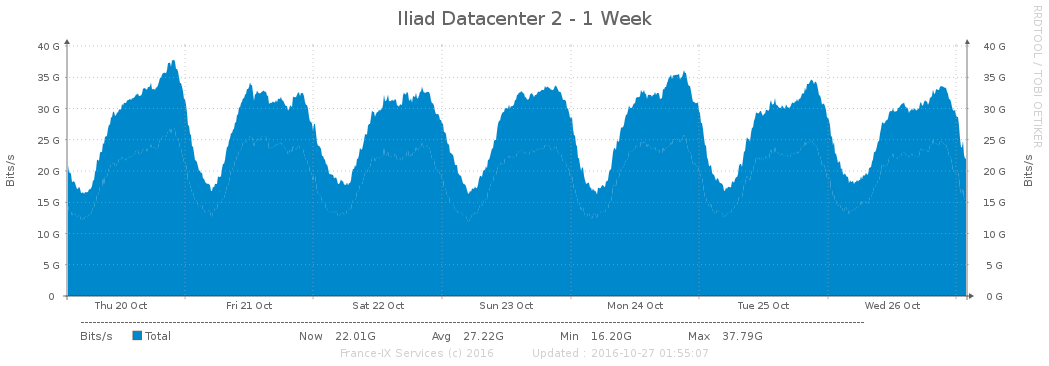 Iliad Datacenter 2 - 1 Week
RRDTOOL / TOBI OETIKER
Bits/s
40 G 40 G
35 G 35 G
30 G 30 G
25 G 25 G
20 G 20 G
15 G 15 G
10 G 10 G
5 G 5 G
0 0 G
Bits/s
Thu 20 Oct Fri 21 Oct Sat 22 Oct Sun 23 Oct Mon 24 Oct Tue 25 Oct Wed 26 Oct
Bits/s Total Now 22.01G Avg 27.22G Min 16.20G Max 37.79G
France-IX Services (c) 2016 Updated : 2016-10-27 01:55:07